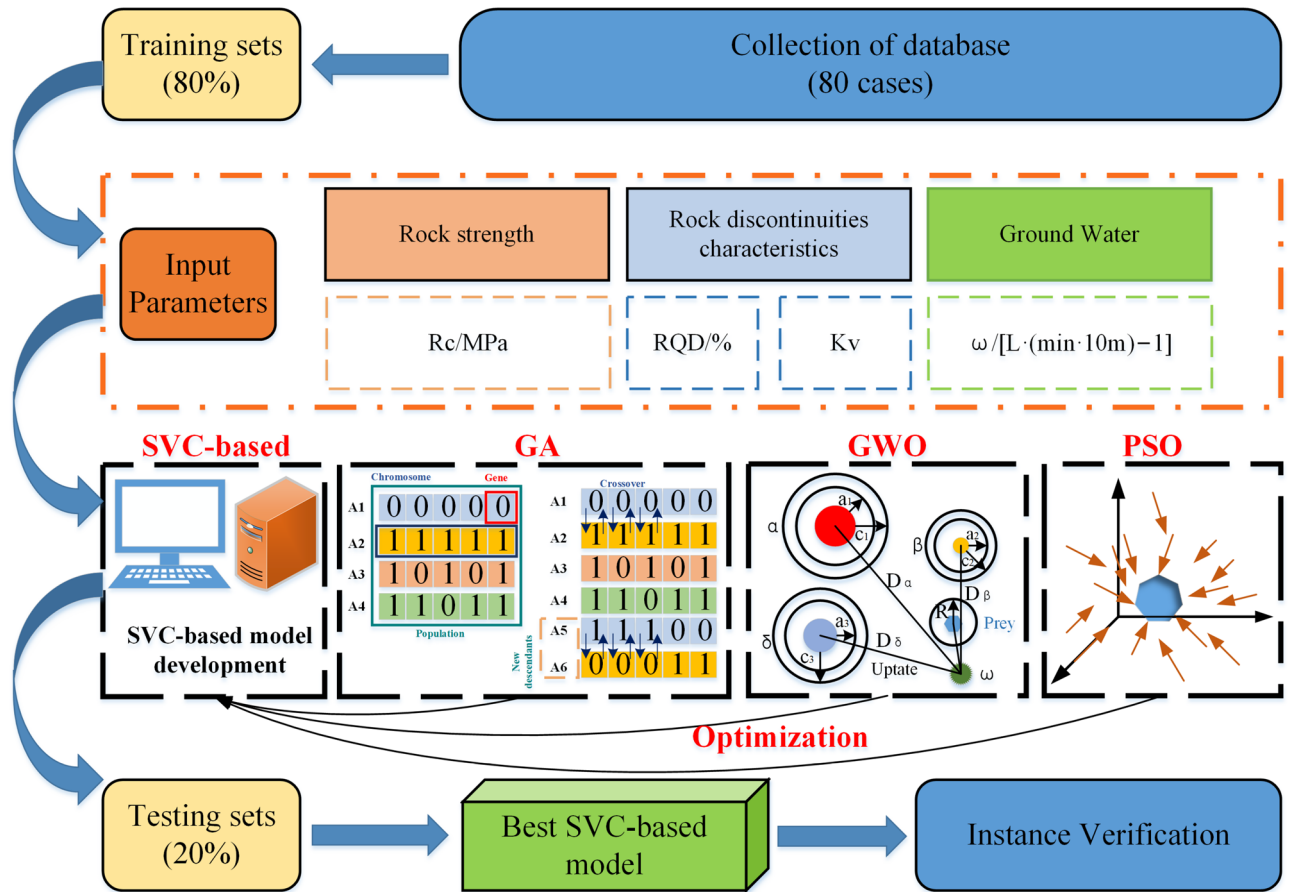 Training sets
(80%)
Collection of database
(80 cases)
Input
Parameters
Rock strength
Rock discontinuities
characteristics
Ground Water
Rc/MPa
RQD/%
Kv
ω/[L·(min·10m)−1]
SVC-based
GA
GWO
PSO
SVC-based model
development
Chromosome
Gene
A1 0 0 0 0 0
A2 1 1 1 1 1
A3 1 0 1 0 1
A4 1 1 0 1 1
Population
Crossover
A1 0 0 0 0 0
A2 1 1 1 1 1
A3 1 0 1 0 1
A4 1 1 0 1 1
A5 1 1 1 0 0
A6 0 0 0 1 1
New
descendants
α
a1
c1
Dα
β
a2
c2
Dβ
R
Prey
δ
a3
c3
Dδ
Uptate
ω
Optimization
Testing sets
(20%)
Best SVC-based
model
Instance Verification